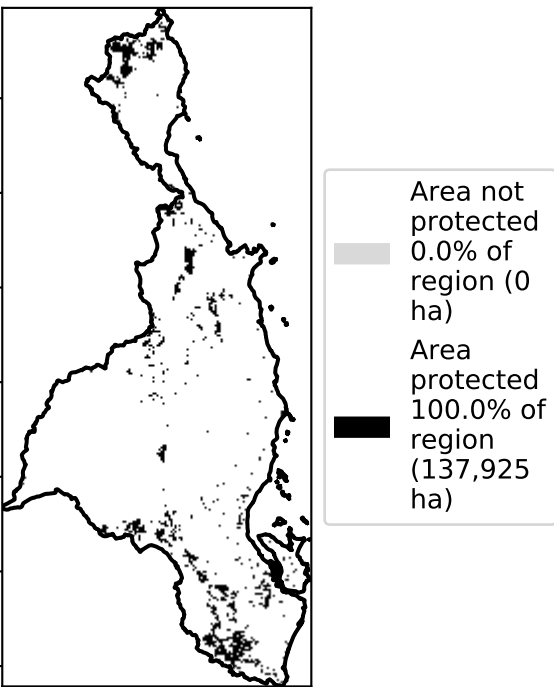 Area not
protected
0.0% of
region (0
ha)
Area
protected
100.0% of
region
(137,925
ha)